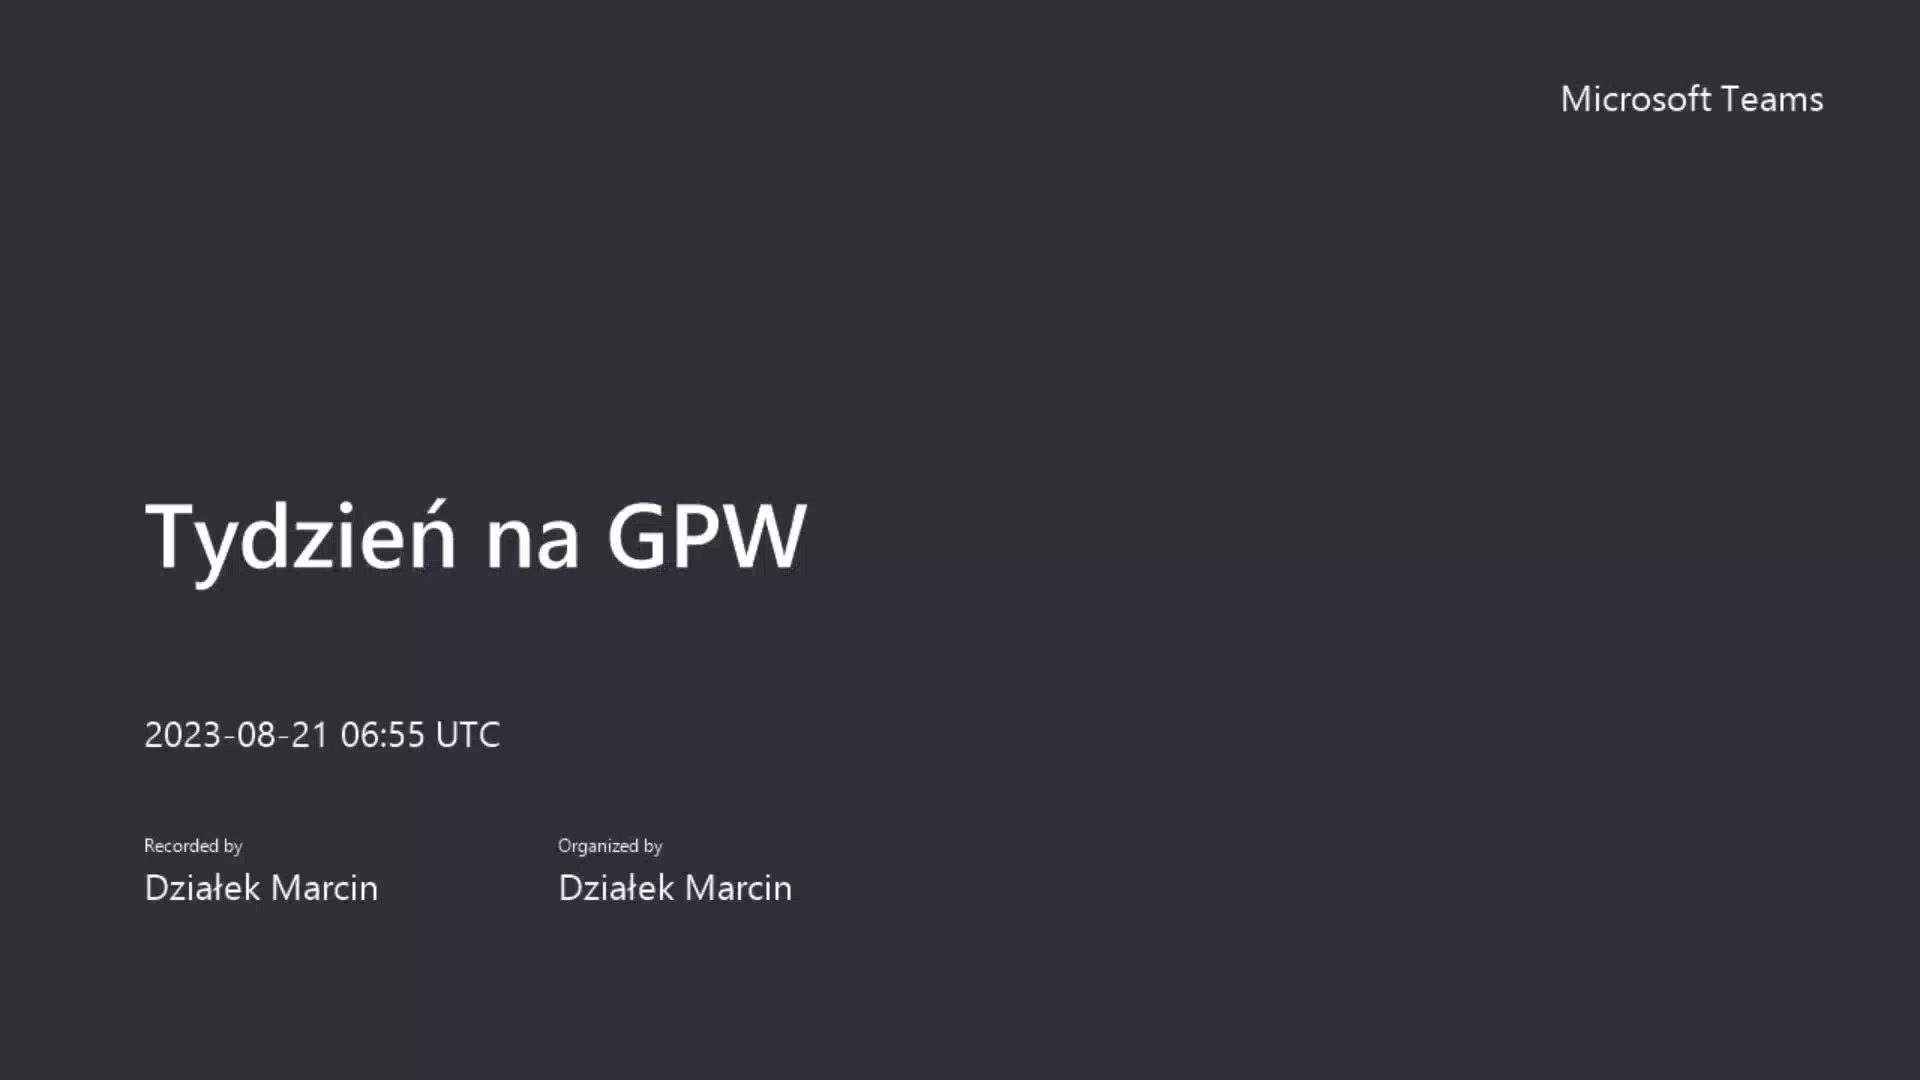 Microsoft Teams
Tydzień na GPW
2023-08-21 06:55 UTC
Recorded by
Działek Marcin
Organized by
Działek Marcin